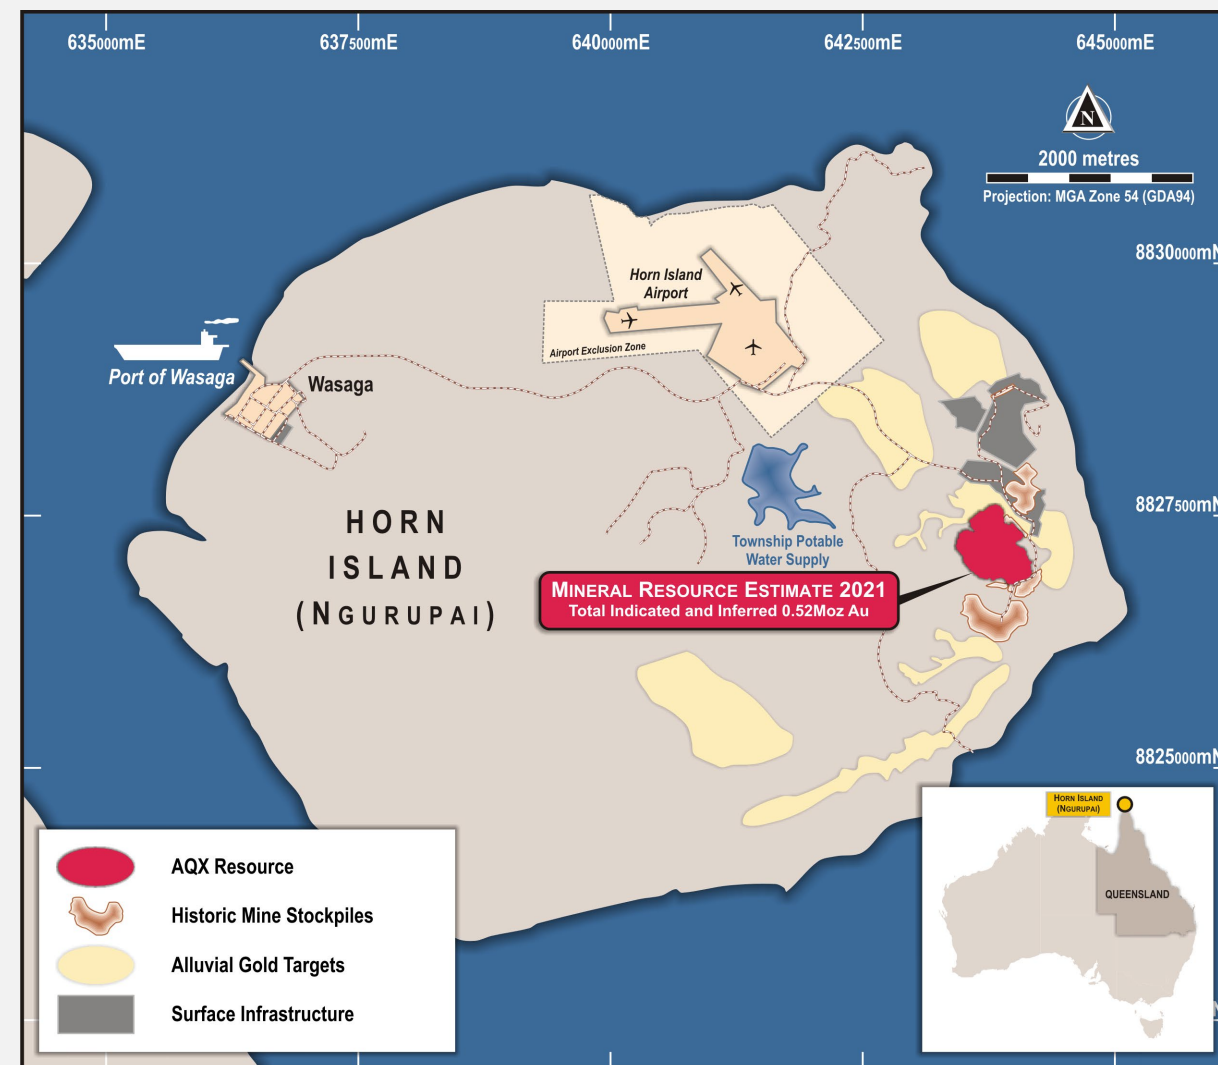 635000mE
637500mE
640000mE
642500mE
645000mE
N
2000 metres
Projection: MGA Zone 54 (GDA94)
8830000mN
Horn Island
Airport
Airport Exclusion Zone
Port of Wasaga
Wasaga
8827500mN
HORN
ISLAND
(NGURUPAI)
Township Potable
Water Supply
MINERAL RESOURCE ESTIMATE 2021
Total Indicated and Inferred 0.52Moz Au
8825000mN
HORN ISLAND
(NGURUPAI)
QUEENSLAND
AQX Resource
Historic Mine Stockpiles
Alluvial Gold Targets
Surface Infrastructure